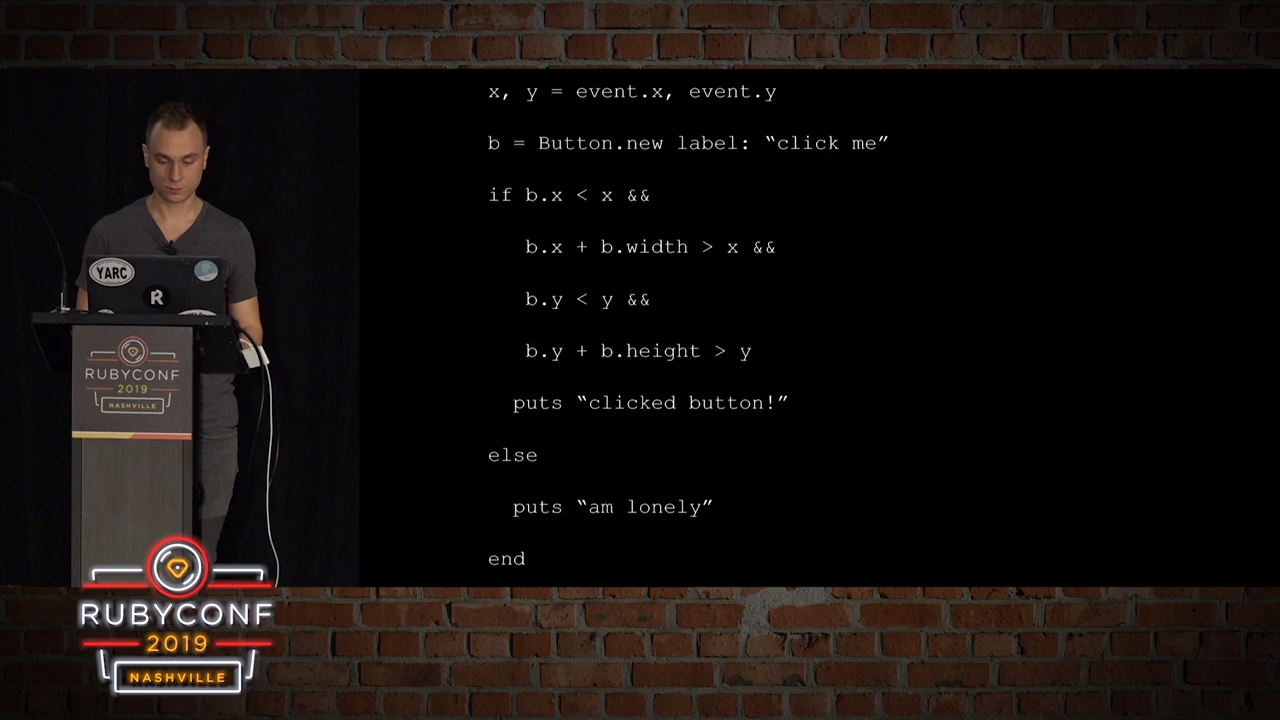 x, y = event.x, event.y
b = Button.new label: “click me”
if b.x < x &&
b.x + b.width > x &&
b.y < y &&
b.y + b.height > y
puts “clicked button!”
else
puts “am lonely”
end
YARC
R
RUBYCONF
2019
NASHVILLE
RUBYCONF
2019
NASHVILLE